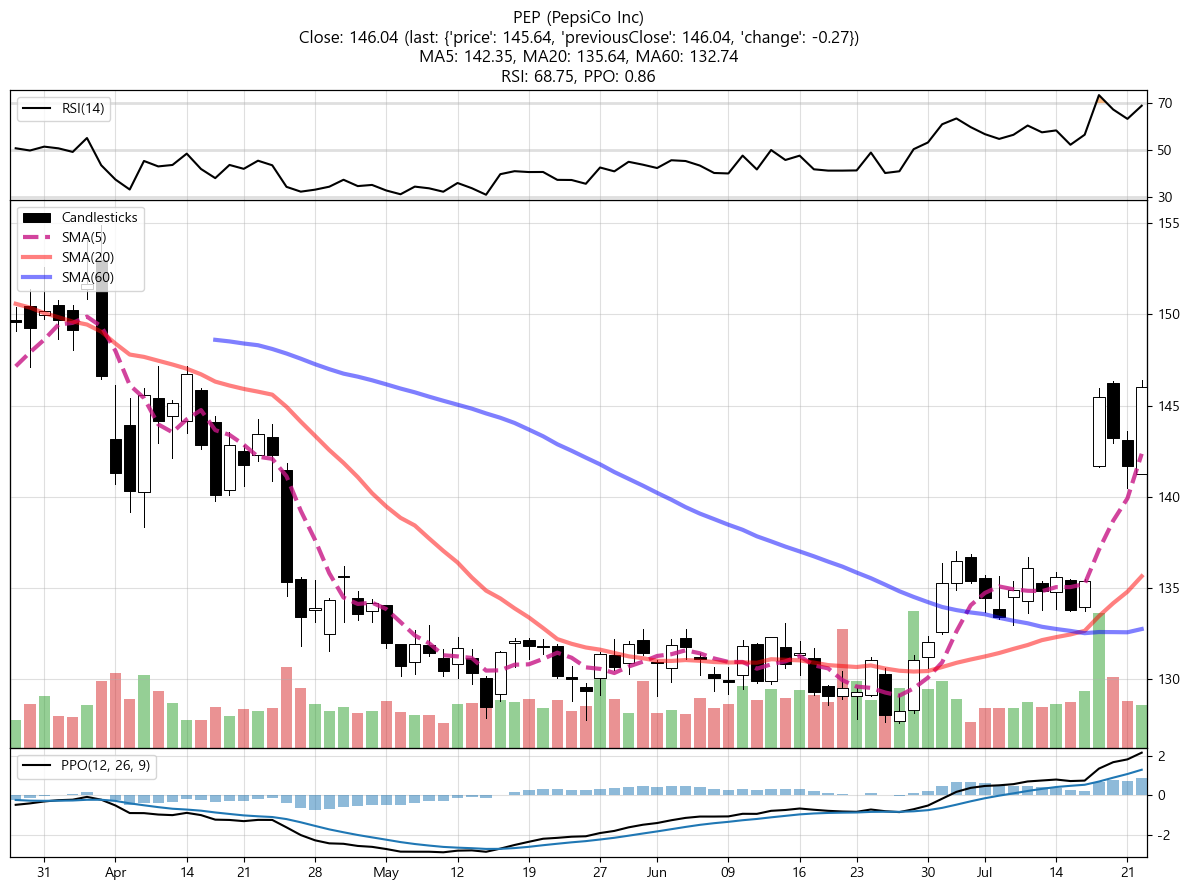 PEP (PepsiCo Inc)
Close: 146.04 (last: {'price': 145.64, 'previousClose': 146.04, 'change': -0.27})
MA5: 142.35, MA20: 135.64, MA60: 132.74
RSI: 68.75, PPO: 0.86
RSI(14)
70
50
30
Candlesticks
SMA(5)
SMA(20)
SMA(60)
155
150
145
140
135
130
PPO(12, 26, 9)
2
0
-2
31 Apr 14 21 28 May 12 19 27 Jun 09 16 23 30 Jul 14 21